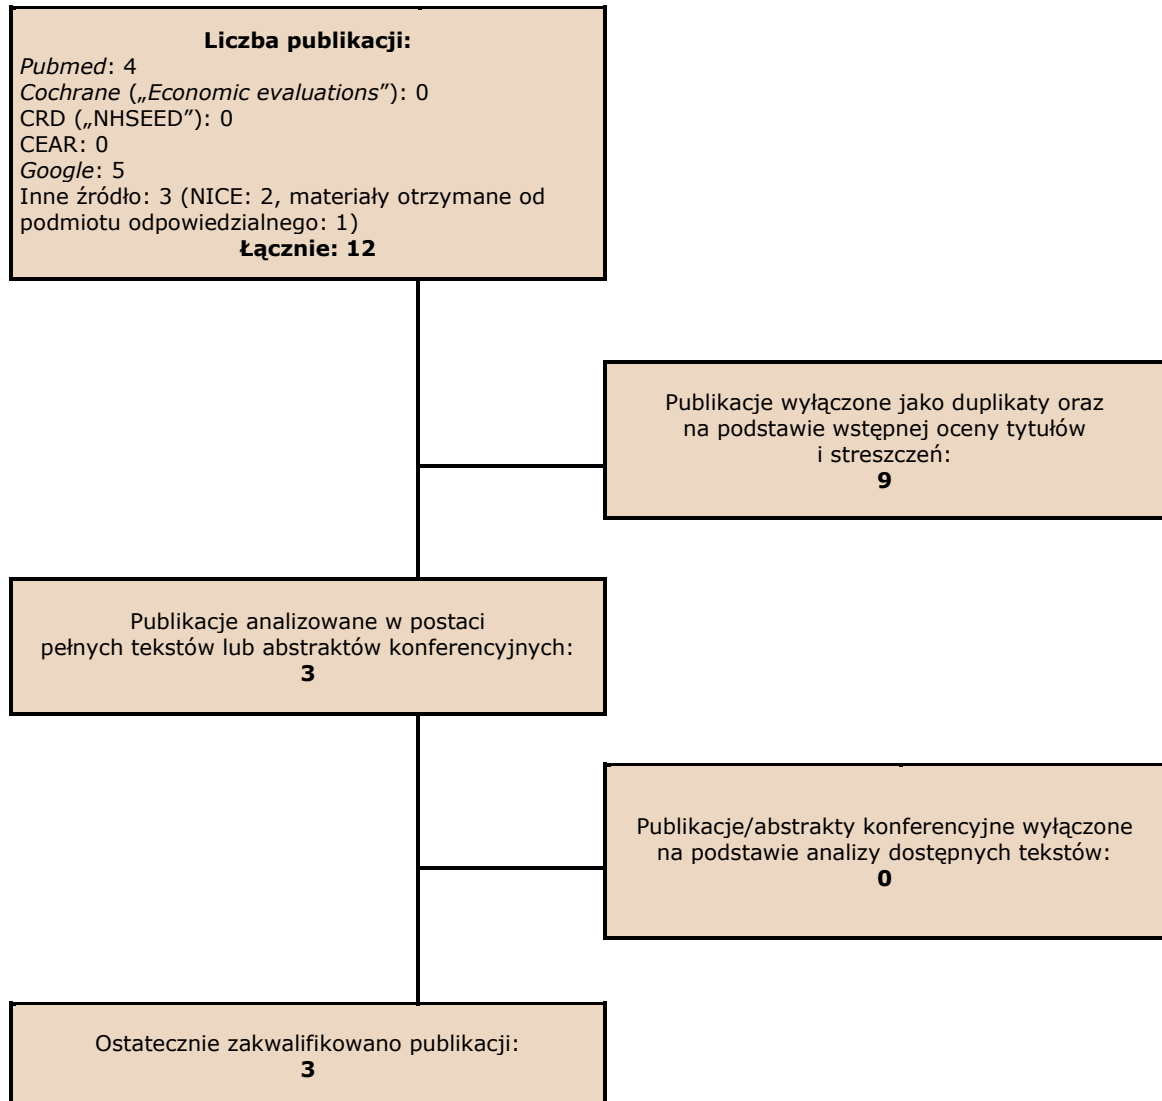 Liczba publikacji:
Pubmed: 4
Cochrane („Economic evaluations”): 0
CRD („NHSEED”): 0
CEAR: 0
Google: 5
Inne źródło: 3 (NICE: 2, materiały otrzymane od
podmiotu odpowiedzialnego: 1)
Łącznie: 12
Publikacje wyłączone jako duplikaty oraz
na podstawie wstępnej oceny tytułów
i streszczeń:
9
Publikacje analizowane w postaci
pełnych tekstów lub abstraktów konferencyjnych:
3
Publikacje/abstrakty konferencyjne wyłączone
na podstawie analizy dostępnych tekstów:
0
Ostatecznie zakwalifikowano publikacji:
3